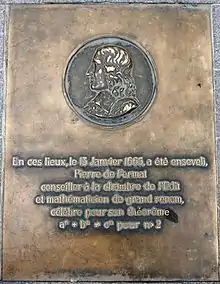 En ces lieux, le 13 Janvier 1665, a été enseveli,
Pierre de Fermat
conseiller à la chambre de l'Édit
et mathématicien de grand renom,
célèbre pour son théorème
aⁿ + bⁿ ≠ cⁿ pour n>2